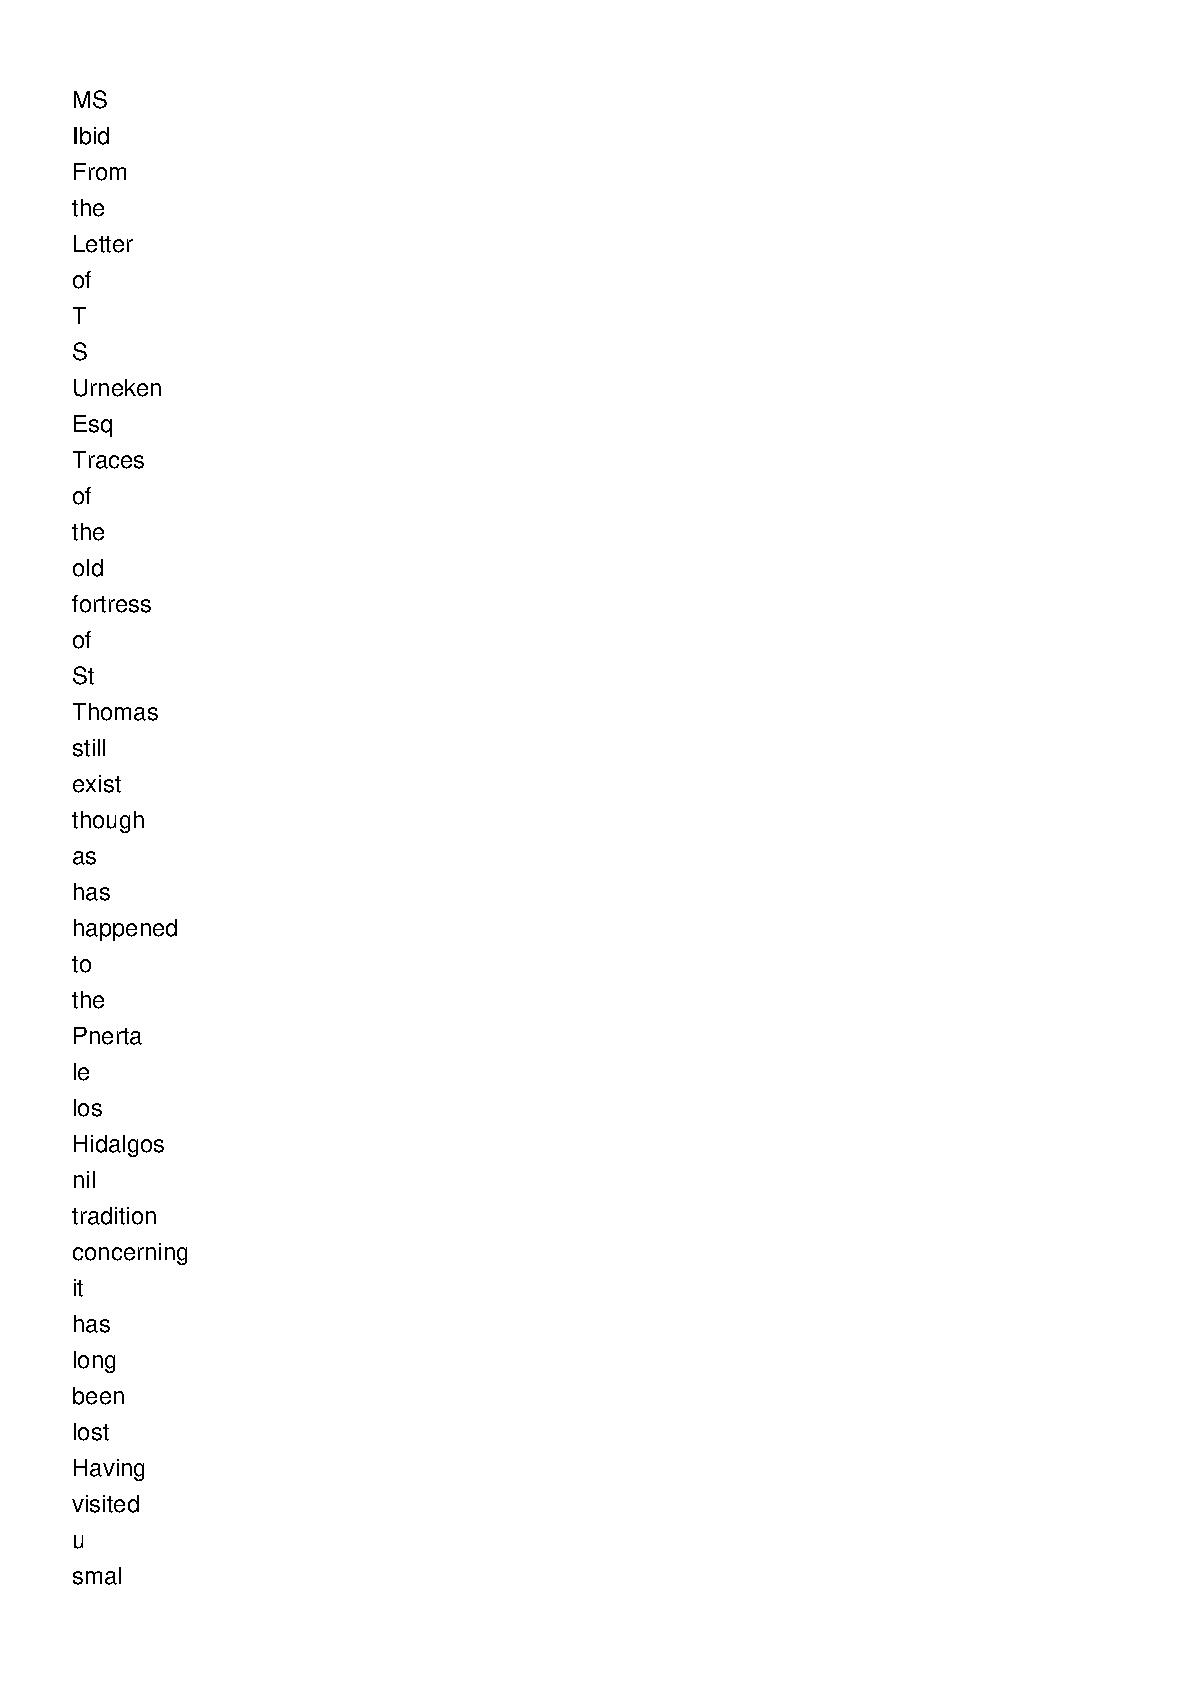 MS
Ibid
From
the
Letter
of
T
S
Urneken
Esq
Traces
of
the
old
fortress
of
St
Thomas
still
exist
though
as
has
happened
to
the
Pnerta
le
los
Hidalgos
nil
tradition
concerning
it
has
long
been
lost
Having
visited
u
smal